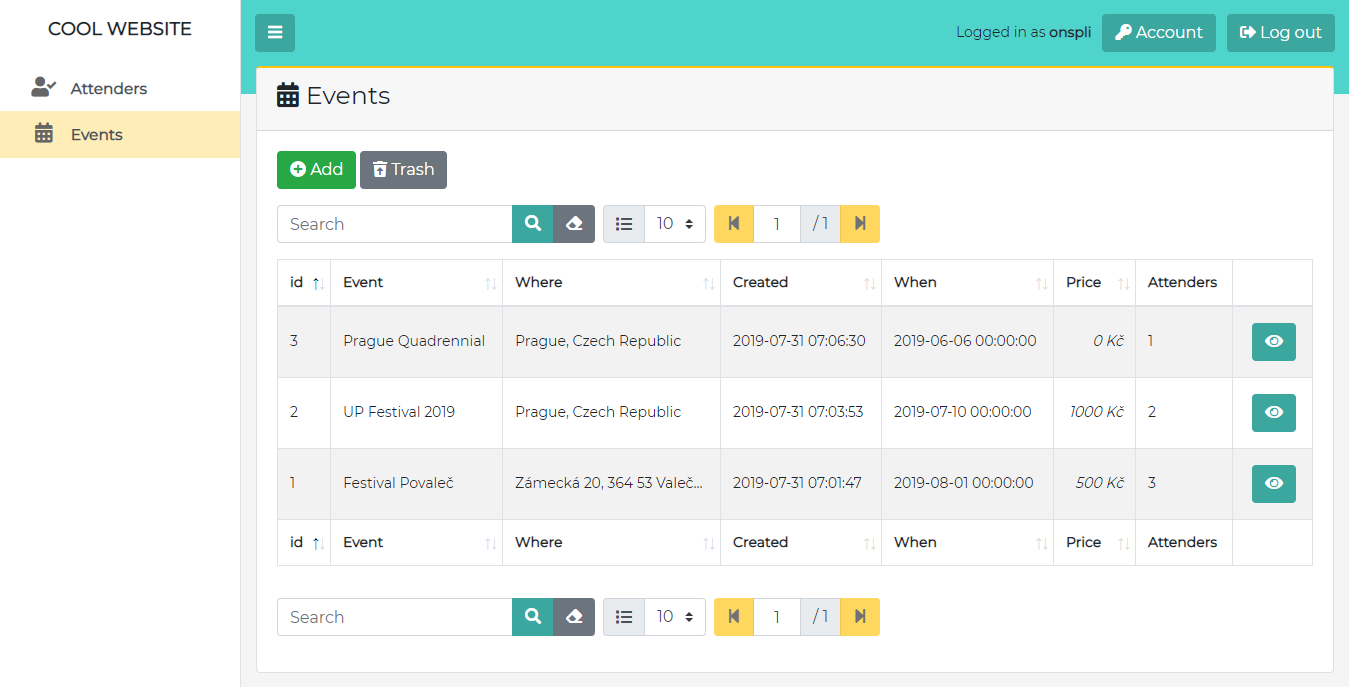 COOL WEBSITE
Logged in as onspli Account Log out
Attenders
Events
Events
Add Trash
Search 10 1 / 1
id Event Where Created When Price Attenders
3 Prague Quadrennial Prague, Czech Republic 2019-07-31 07:06:30 2019-06-06 00:00:00 0 Kč 1
2 UP Festival 2019 Prague, Czech Republic 2019-07-31 07:03:53 2019-07-10 00:00:00 1000 Kč 2
1 Festival Povaleč Zámecká 20, 364 53 Valeč... 2019-07-31 07:01:47 2019-08-01 00:00:00 500 Kč 3
id Event Where Created When Price Attenders
Search 10 1 / 1